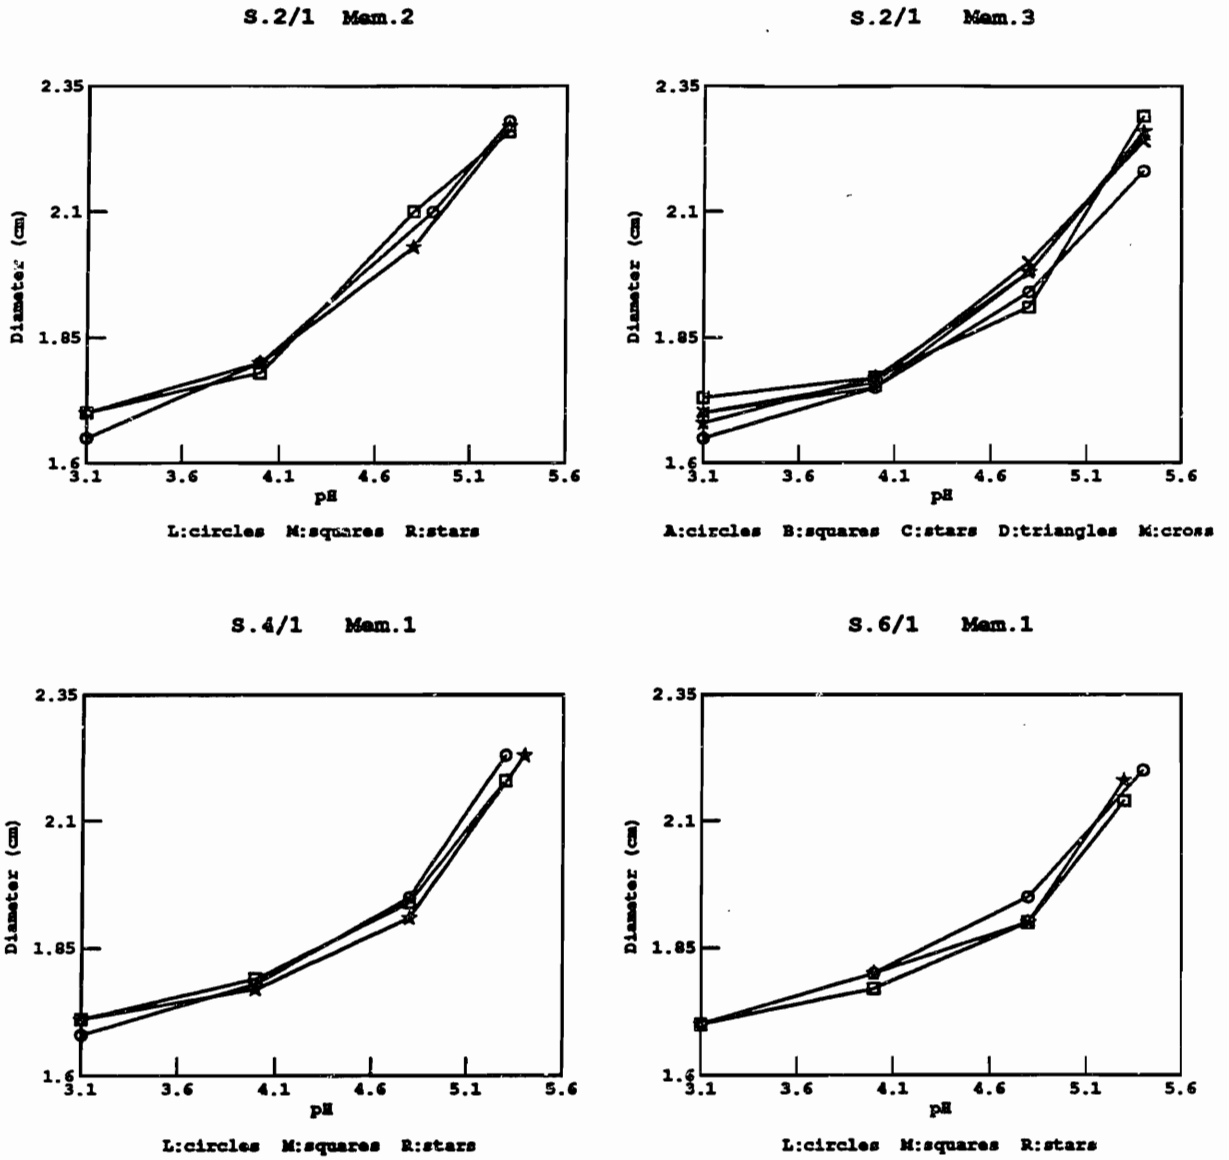 S.2/1 Mem.2
2.35
2.1
1.85
1.6
Diameter (cm)
3.1 3.6 4.1 4.6 5.1 5.6
pH
L:circles M:squares R:stars
S.2/1 Mem.3
2.35
2.1
1.85
1.6
Diameter (cm)
3.1 3.6 4.1 4.6 5.1 5.6
pH
A:circles B:squares C:stars D:triangles M:cross
S.4/1 Mem.1
2.35
2.1
1.85
1.6
Diameter (cm)
3.1 3.6 4.1 4.6 5.1 5.6
pH
L:circles M:squares R:stars
S.6/1 Mem.1
2.35
2.1
1.85
1.6
Diameter (cm)
3.1 3.6 4.1 4.6 5.1 5.6
pH
L:circles M:squares R:stars